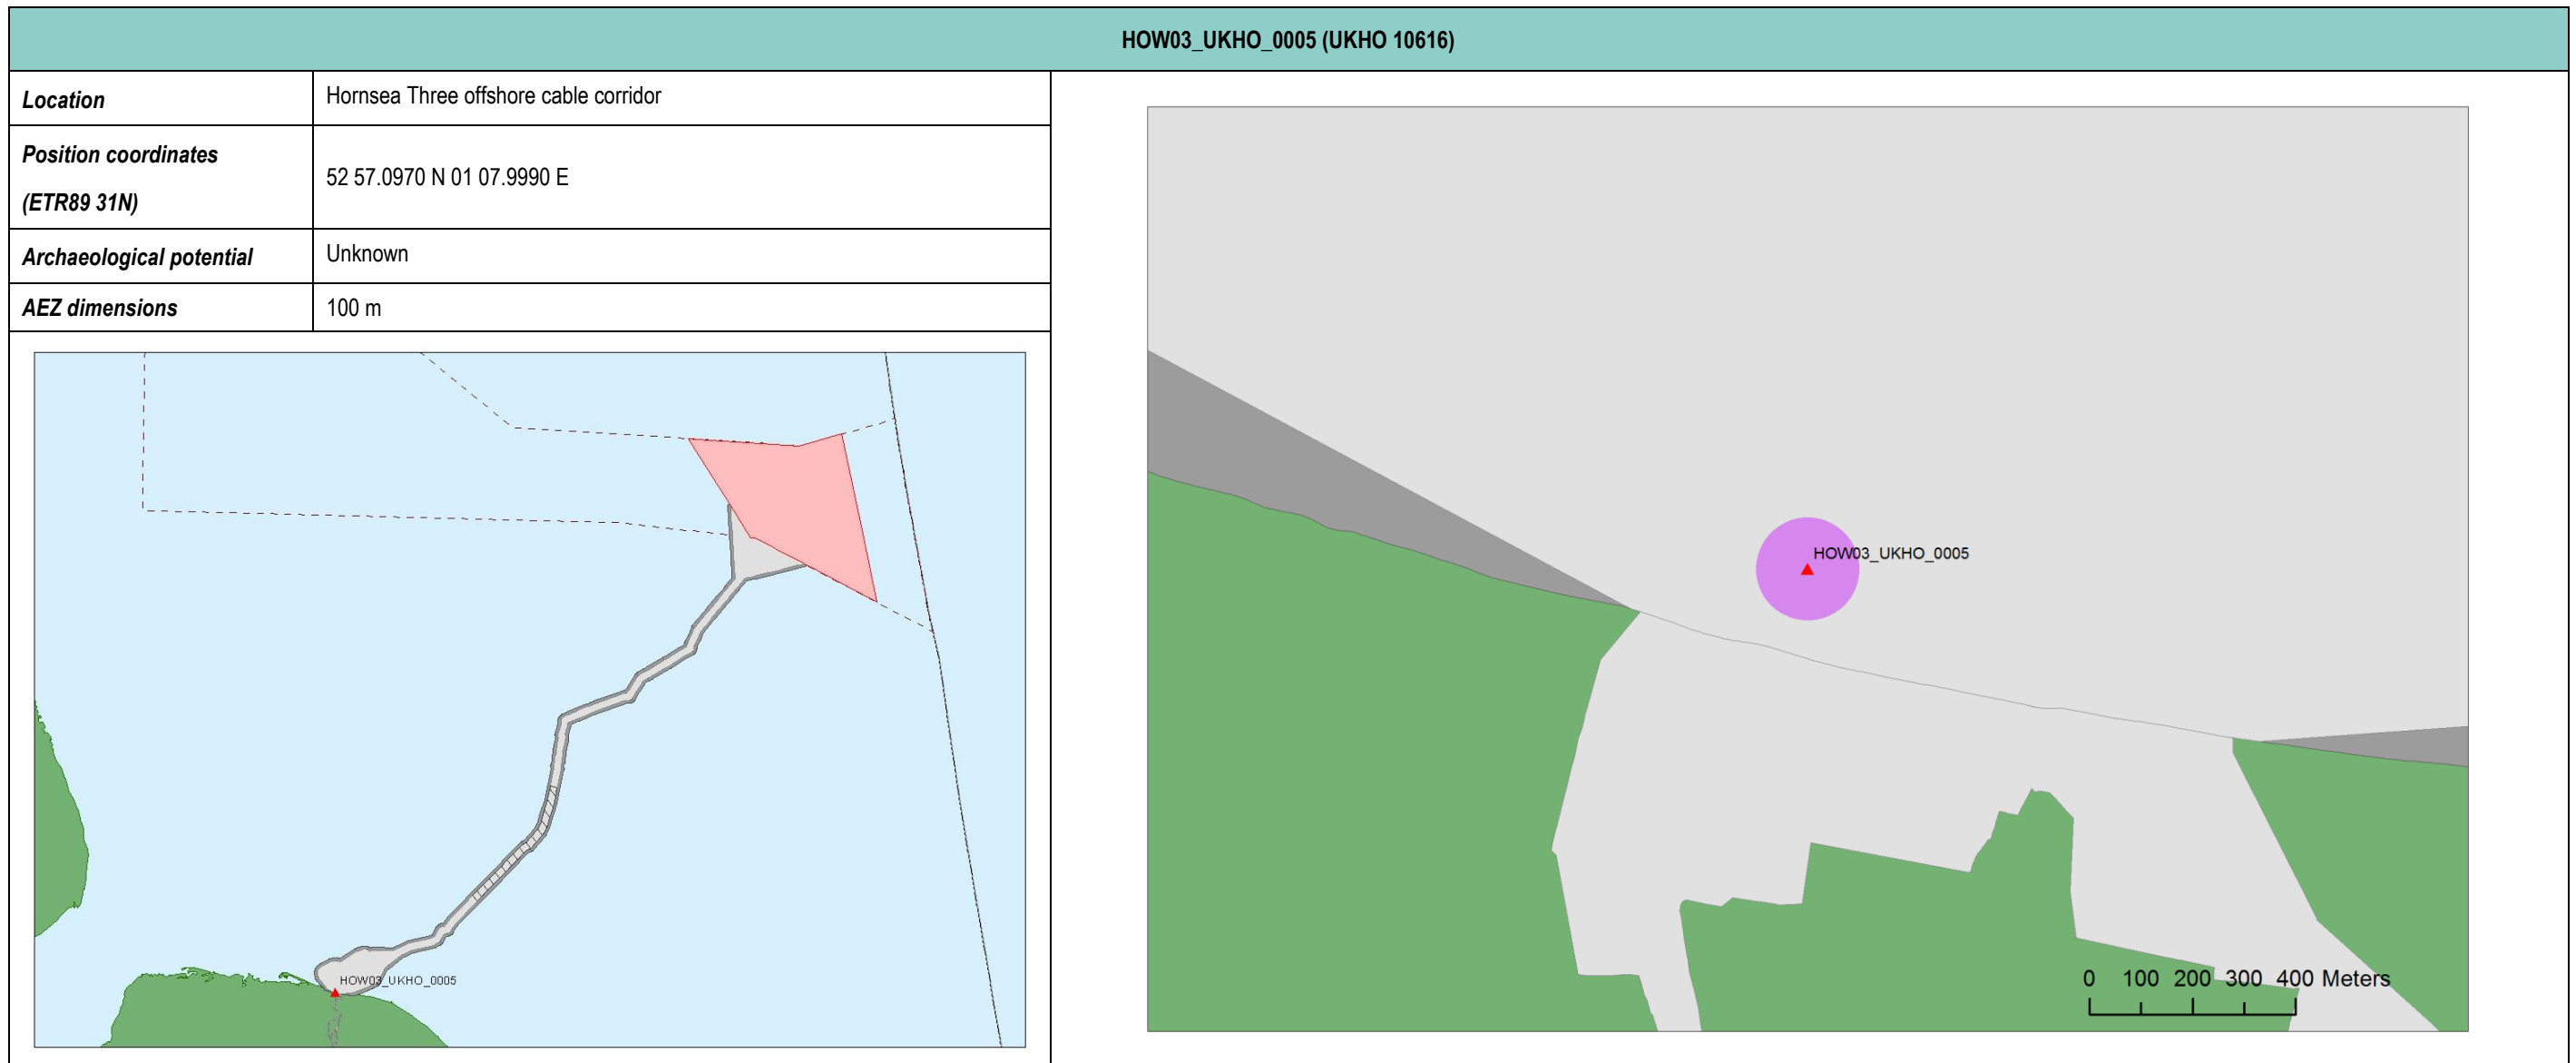 HOW03_UKHO_0005 (UKHO 10616)
Location
Hornsea Three offshore cable corridor
Position coordinates
(ETR89 31N)
52 57.0970 N 01 07.9990 E
Archaeological potential
Unknown
AEZ dimensions
100 m
HOW03_UKHO_0005
HOW03_UKHO_0005
0 100 200 300 400 Meters